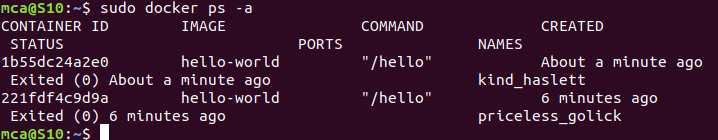 mca@S10:~$ sudo docker ps -a
CONTAINER ID        IMAGE               COMMAND             CREATED
 STATUS                          PORTS               NAMES
1b55dc24a2e0        hello-world         "/hello"            About a minute ago
 Exited (0) About a minute ago                       kind_haslett
221fdf4c9d9a        hello-world         "/hello"            6 minutes ago
 Exited (0) 6 minutes ago                            priceless_golick
mca@S10:~$